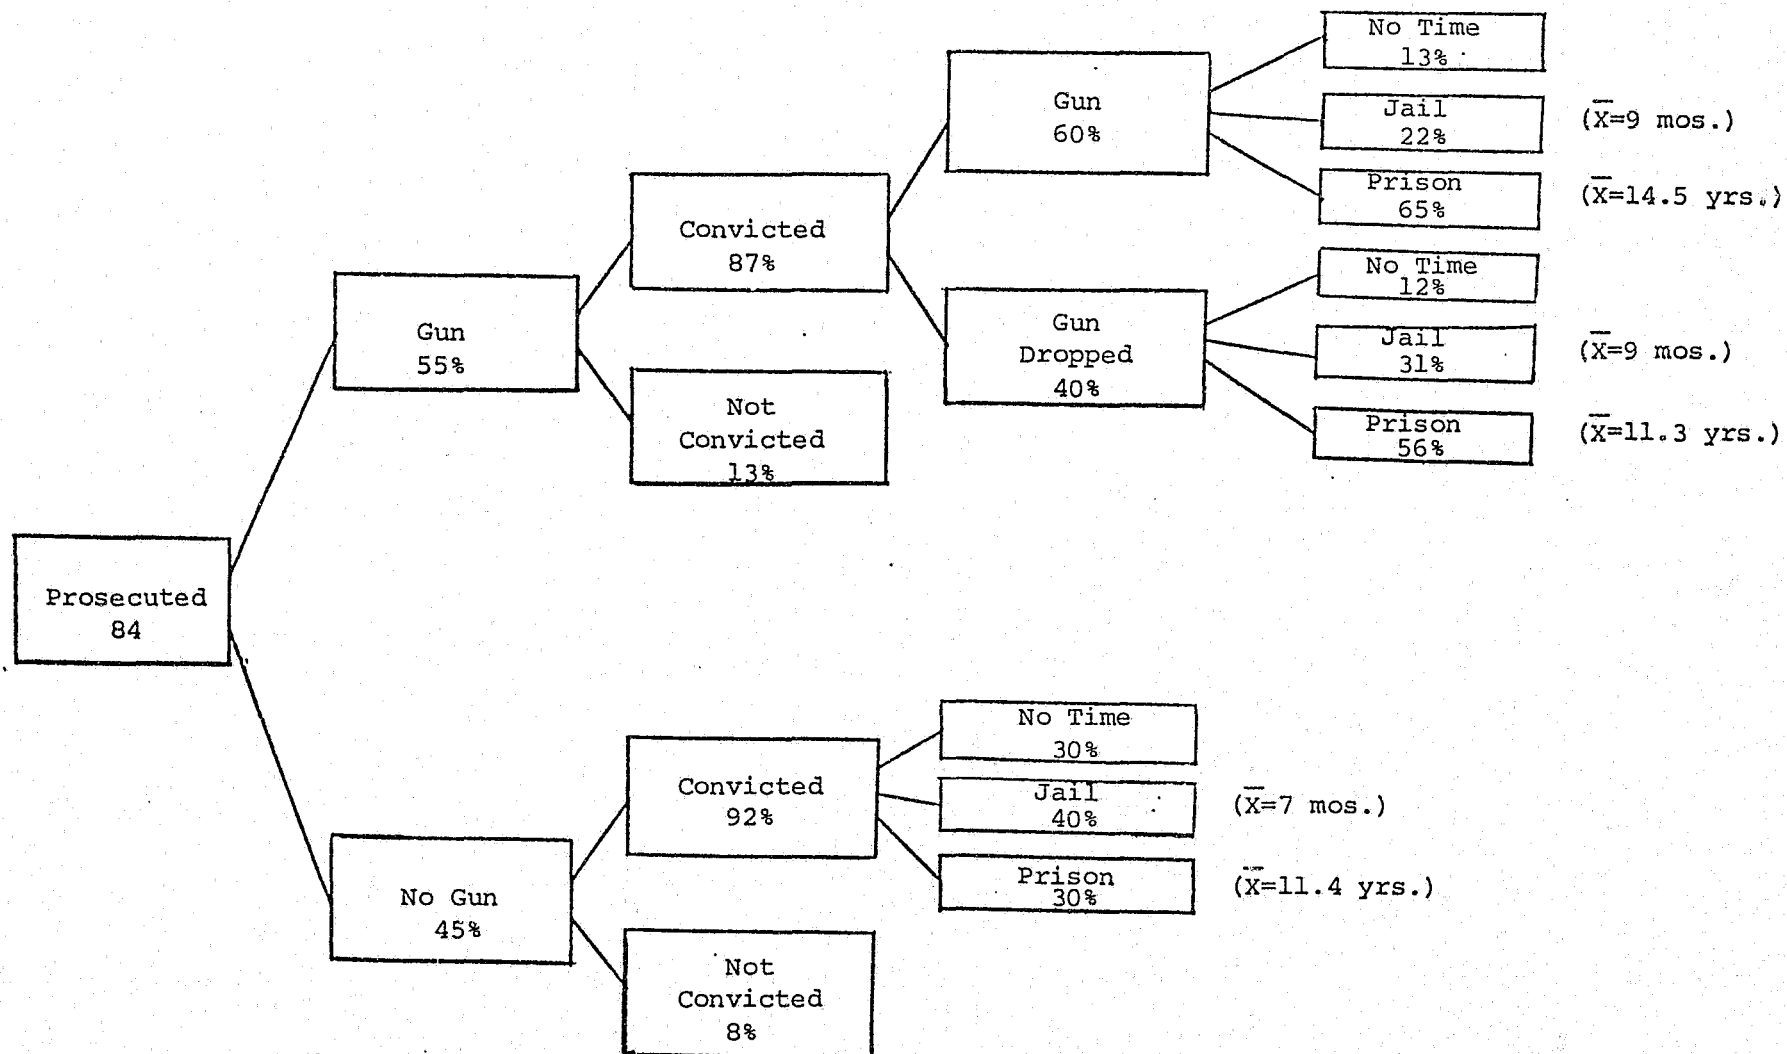 Prosecuted
84
Gun
55%
No Gun
45%
Convicted
87%
Not
Convicted
13%
Convicted
92%
Not
Convicted
8%
Gun
60%
Gun
Dropped
40%
No Time
13%
Jail
22%
(X̄=9 mos.)
Prison
65%
(X̄=14.5 yrs.)
No Time
12%
Jail
31%
(X̄=9 mos.)
Prison
56%
(X̄=11.3 yrs.)
No Time
30%
Jail
40%
(X̄=7 mos.)
Prison
30%
(X̄=11.4 yrs.)